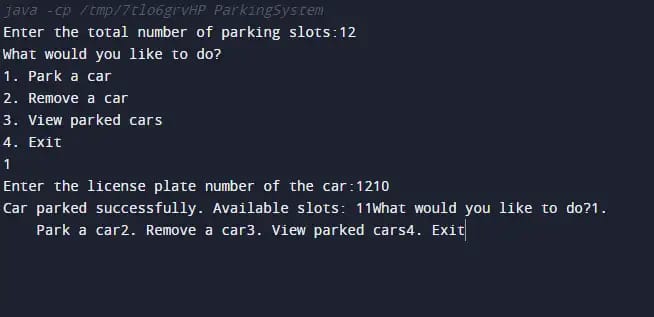 java -cp /tmp/7tlo6grvHP ParkingSystem
Enter the total number of parking slots:12
What would you like to do?
1. Park a car
2. Remove a car
3. View parked cars
4. Exit
1
Enter the license plate number of the car:1210
Car parked successfully. Available slots: 11What would you like to do?1.
Park a car2. Remove a car3. View parked cars4. Exit